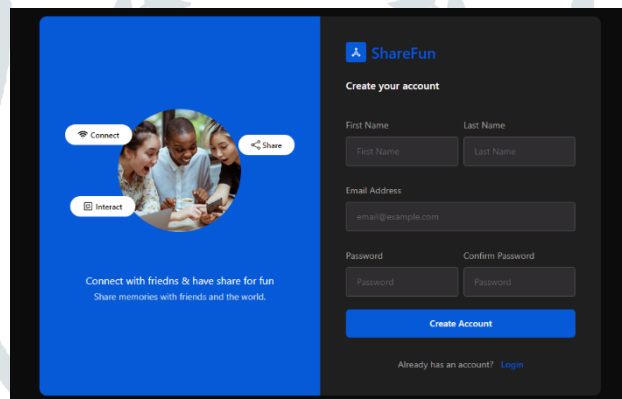 Connect
Share
Interact
Connect with friedns & have share for fun
Share memories with friends and the world.
ShareFun
Create your account
First Name Last Name
First Name Last Name
Email Address
email@example.com
Password Confirm Password
Password Password
Create Account
Already has an account? Login